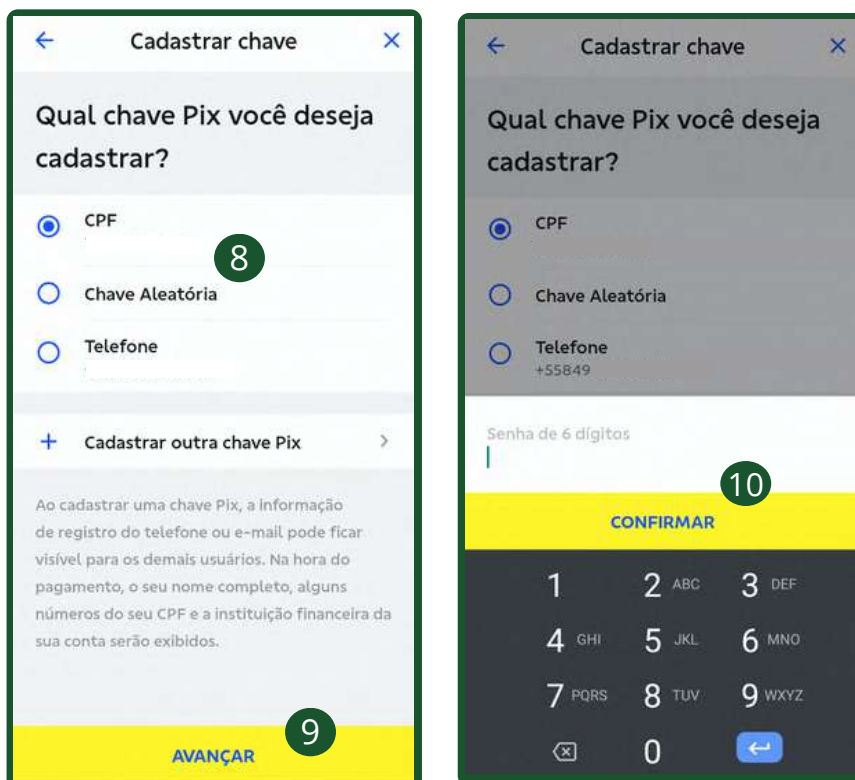 Cadastrar chave
Qual chave Pix você deseja
cadastrar?
CPF
8
Chave Aleatória
Telefone
Cadastrar outra chave Pix
Ao cadastrar uma chave Pix, a informação
de registro do telefone ou e-mail pode ficar
visível para os demais usuários. Na hora do
pagamento, o seu nome completo, alguns
números do seu CPF e a instituição financeira da
sua conta serão exibidos.
9
AVANÇAR
Cadastrar chave
Qual chave Pix você deseja
cadastrar?
CPF
Chave Aleatória
Telefone
+55849
Senha de 6 dígitos
10
CONFIRMAR
1 2 ABC 3 DEF
4 GHI 5 JKL 6 MNO
7 PQRS 8 TUV 9 WXYZ
0